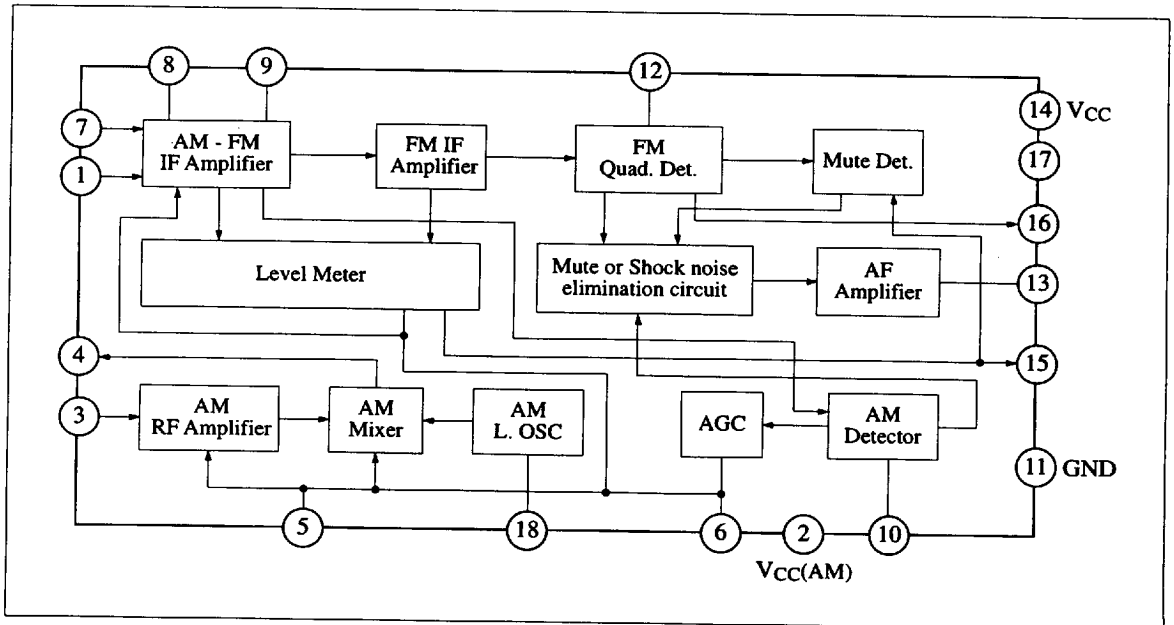 8
9
12
14
VCC
7
AM - FM
IF Amplifier
FM IF
Amplifier
FM
Quad. Det.
Mute Det.
17
1
16
Level Meter
Mute or Shock noise
elimination circuit
AF
Amplifier
13
4
15
3
AM
RF Amplifier
AM
Mixer
AM
L. OSC
AGC
AM
Detector
11
GND
5
18
6
2
10
VCC(AM)